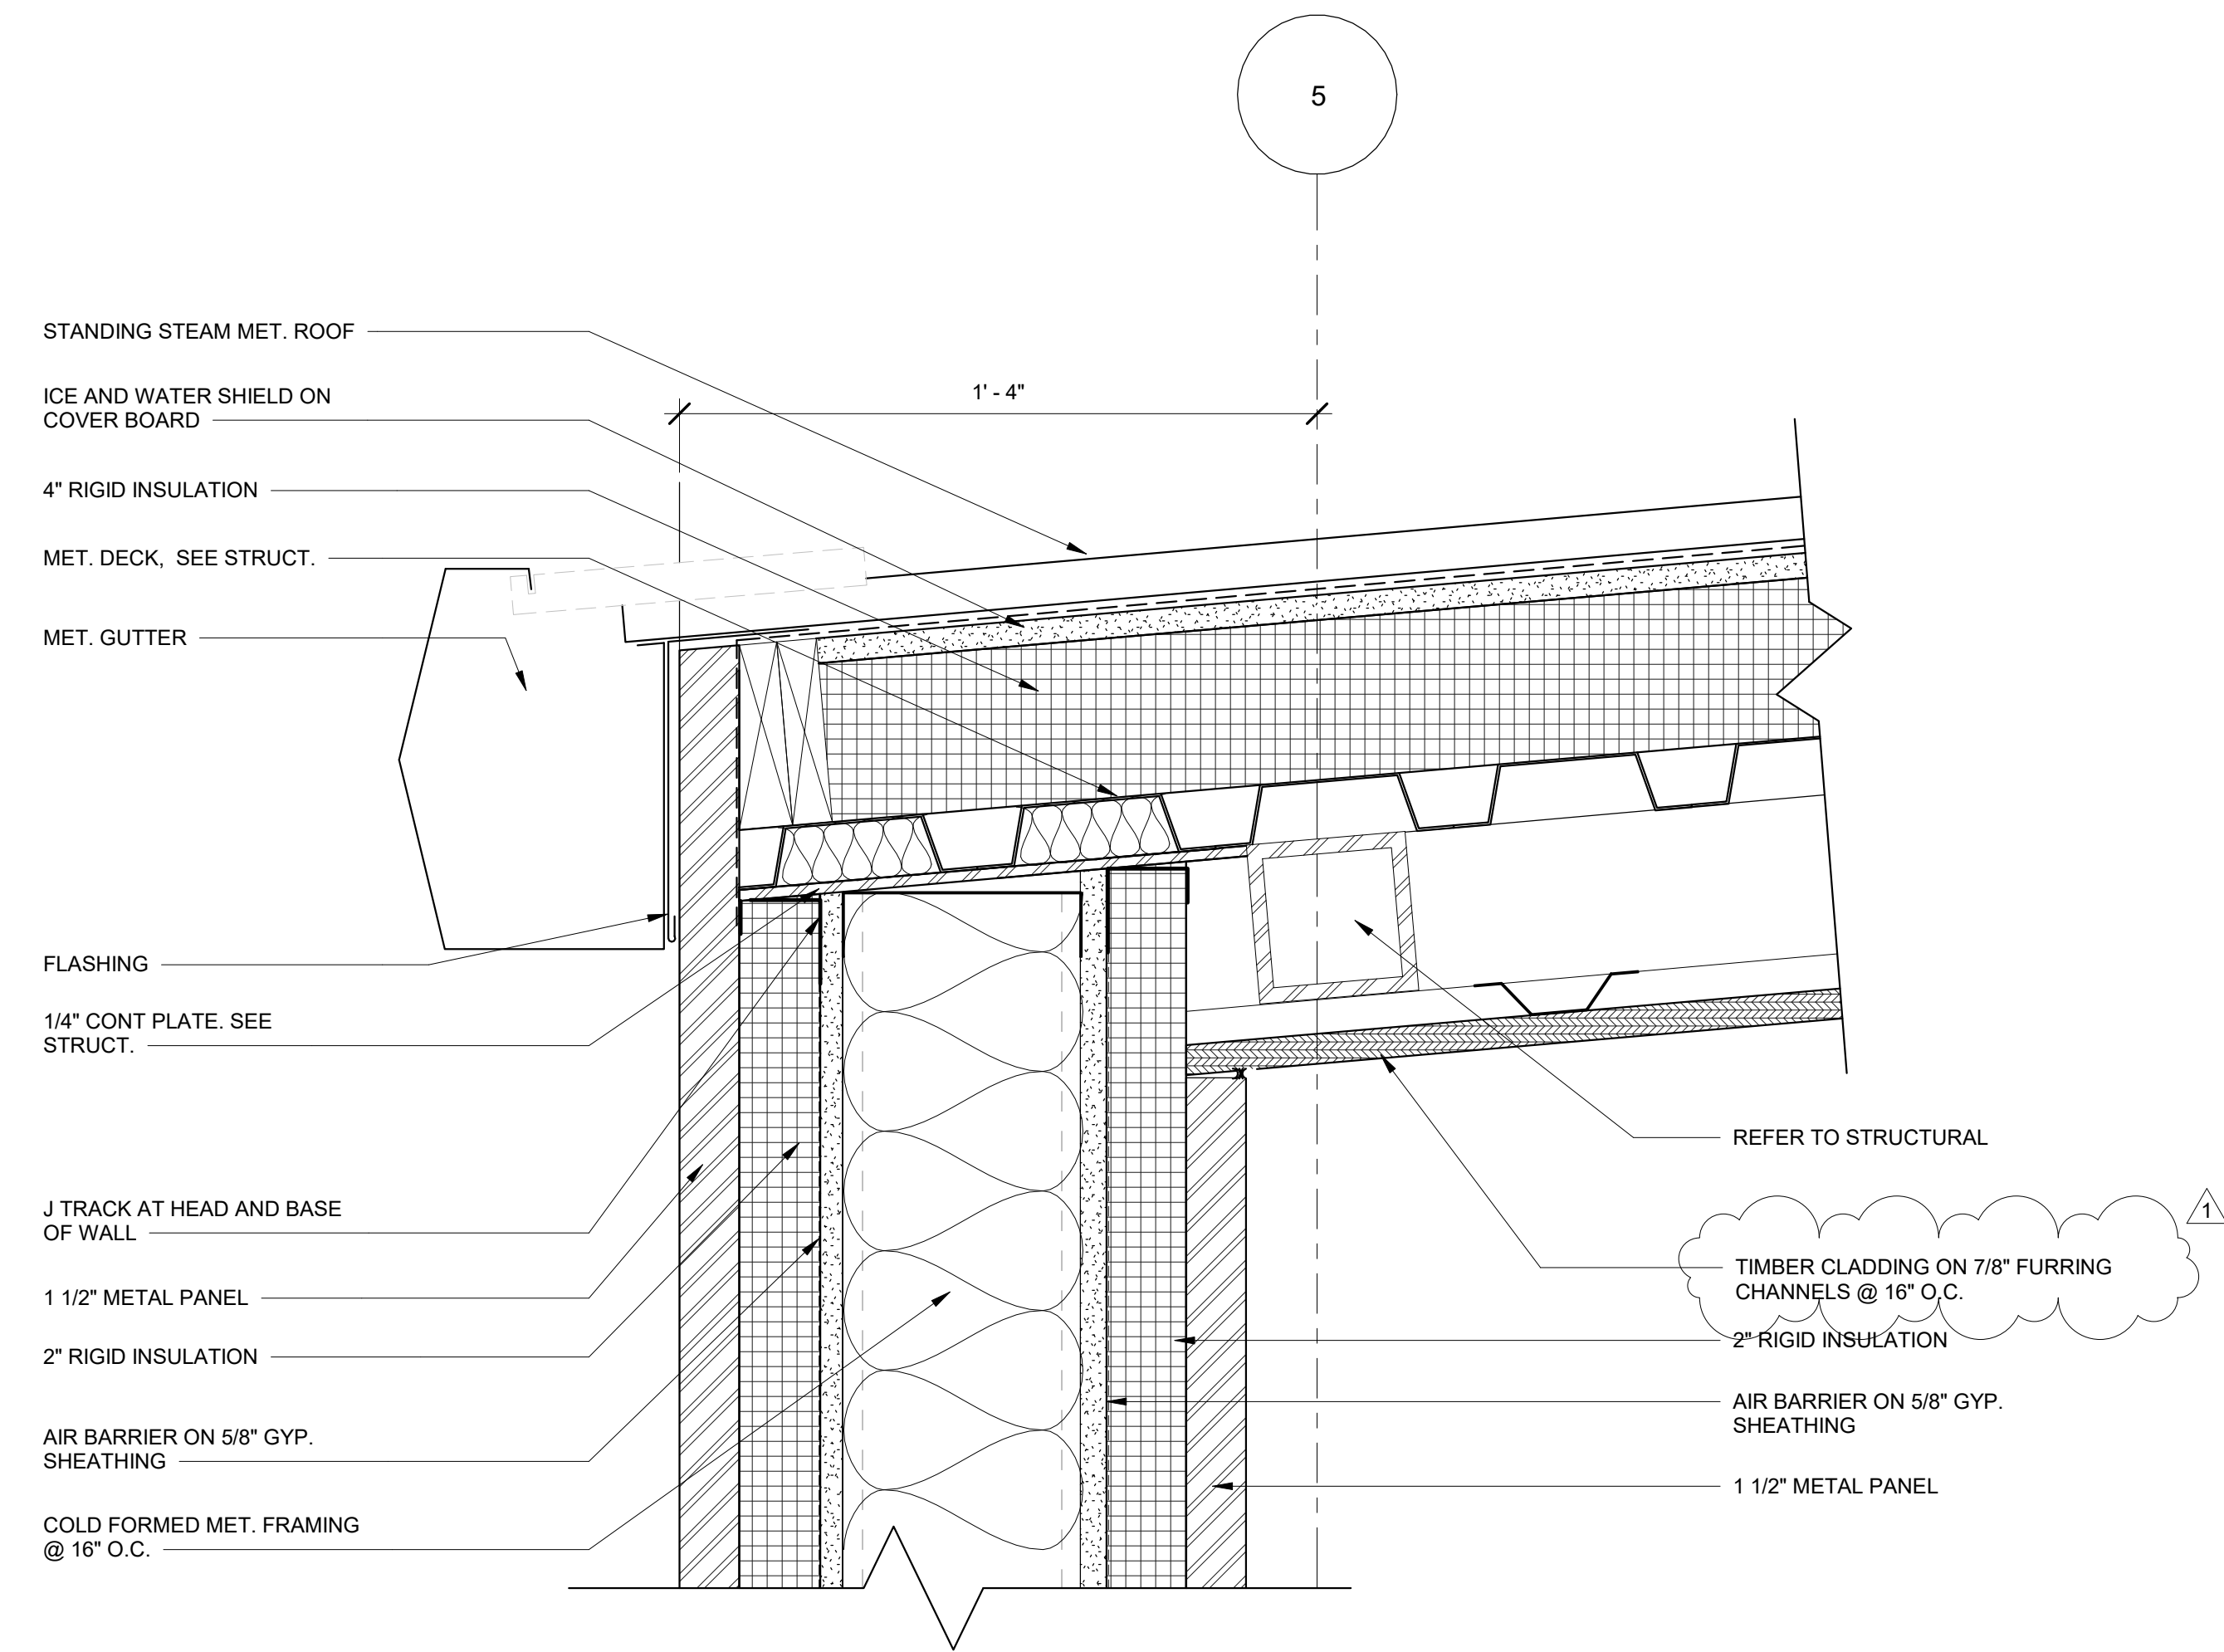 5
1' - 4"
STANDING STEAM MET. ROOF
ICE AND WATER SHIELD ON
COVER BOARD
4" RIGID INSULATION
MET. DECK,  SEE STRUCT.
MET. GUTTER
FLASHING
1/4" CONT PLATE. SEE
STRUCT.
J TRACK AT HEAD AND BASE
OF WALL
1 1/2" METAL PANEL
2" RIGID INSULATION
AIR BARRIER ON 5/8" GYP.
SHEATHING
COLD FORMED MET. FRAMING
@ 16" O.C.
REFER TO STRUCTURAL
1
TIMBER CLADDING ON 7/8" FURRING
CHANNELS @ 16" O.C.
2" RIGID INSULATION
AIR BARRIER ON 5/8" GYP.
SHEATHING
1 1/2" METAL PANEL